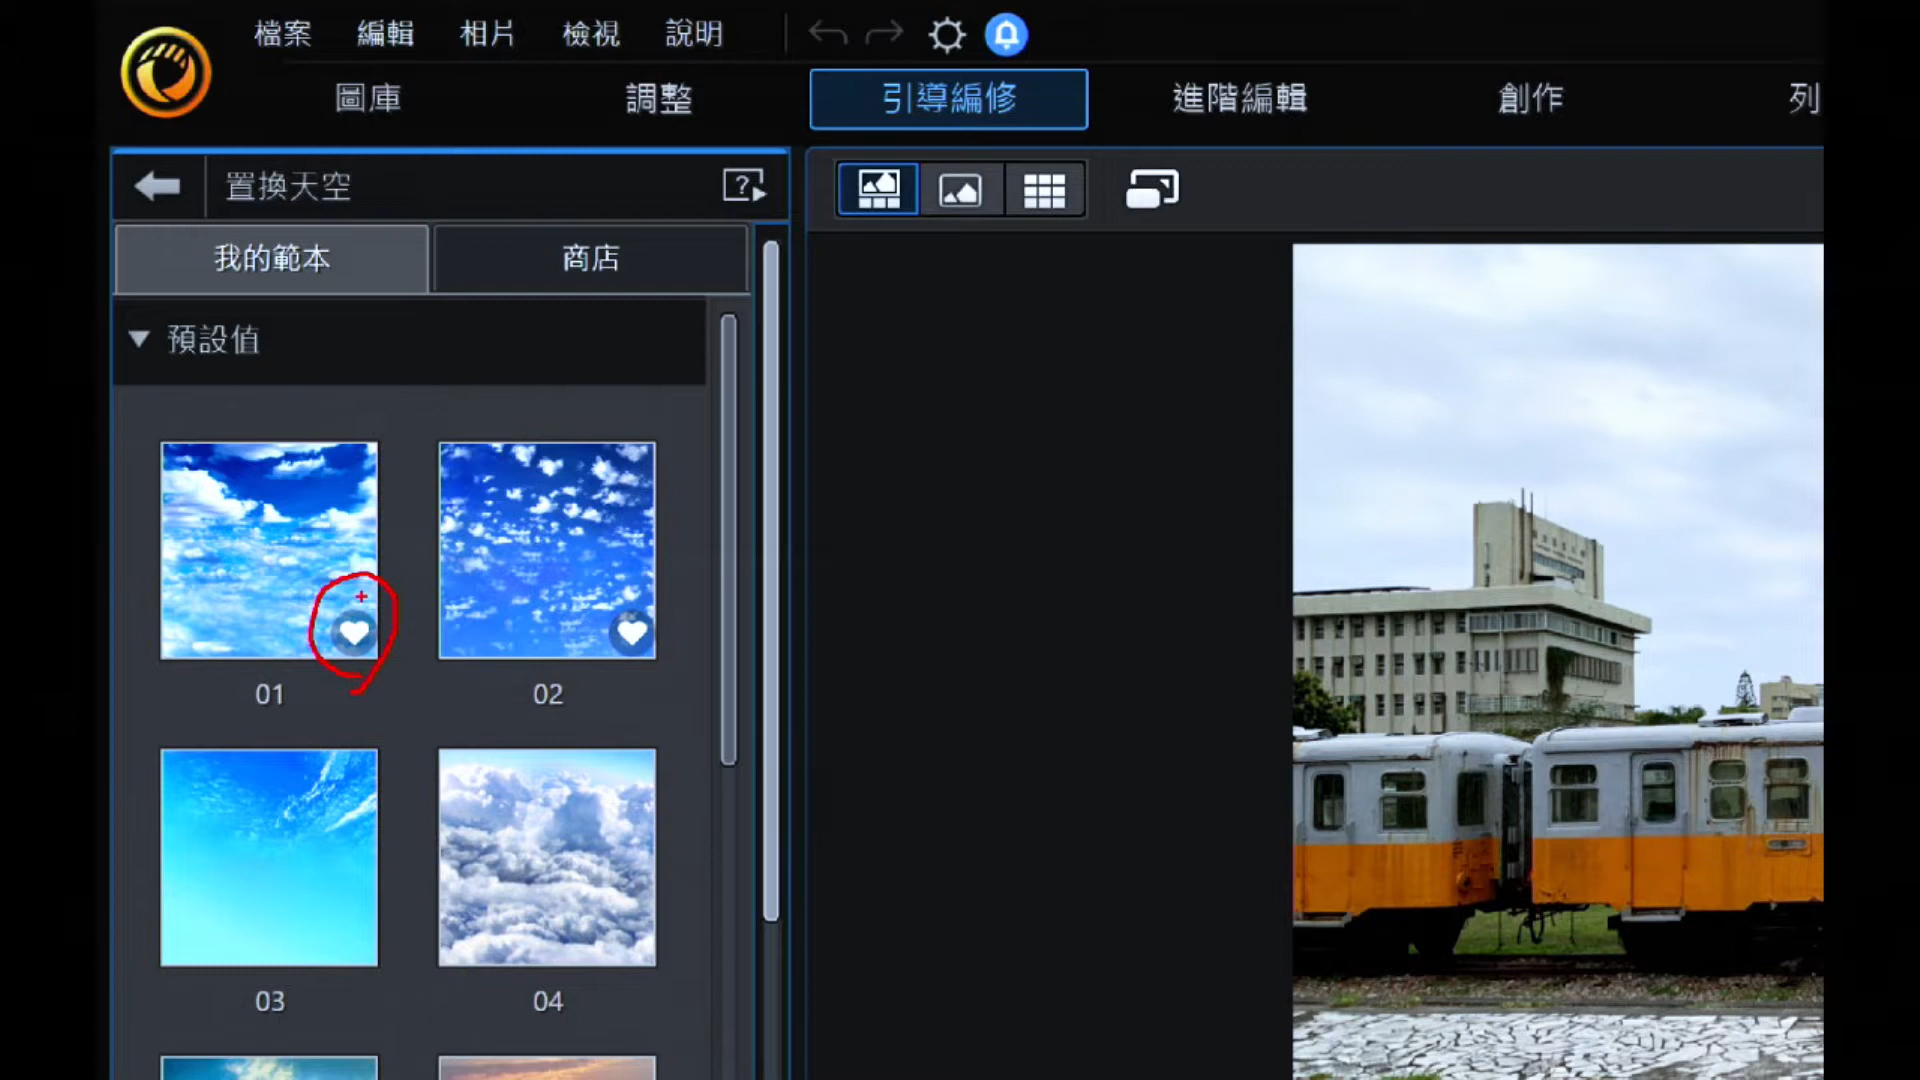 檔案 編輯 相片 檢視 說明
圖庫 調整 引導編修 進階編輯 創作 列
置換天空
?
我的範本 商店
預設值
01 02
03 04